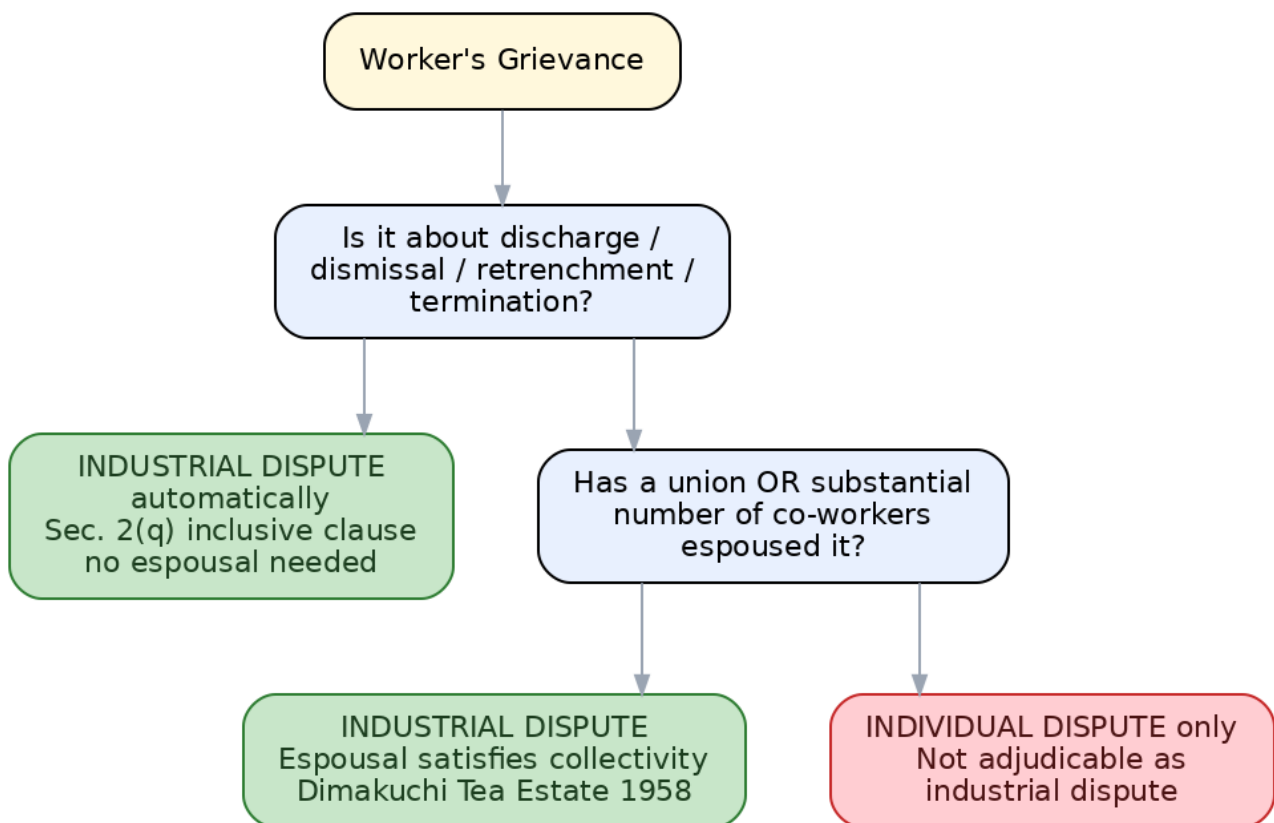 Worker's Grievance
Is it about discharge /
dismissal / retrenchment /
termination?
INDUSTRIAL DISPUTE
automatically
Sec. 2(q) inclusive clause
no espousal needed
Has a union OR substantial
number of co-workers
espoused it?
INDUSTRIAL DISPUTE
Espousal satisfies collectivity
Dimakuchi Tea Estate 1958
INDIVIDUAL DISPUTE only
Not adjudicable as
industrial dispute